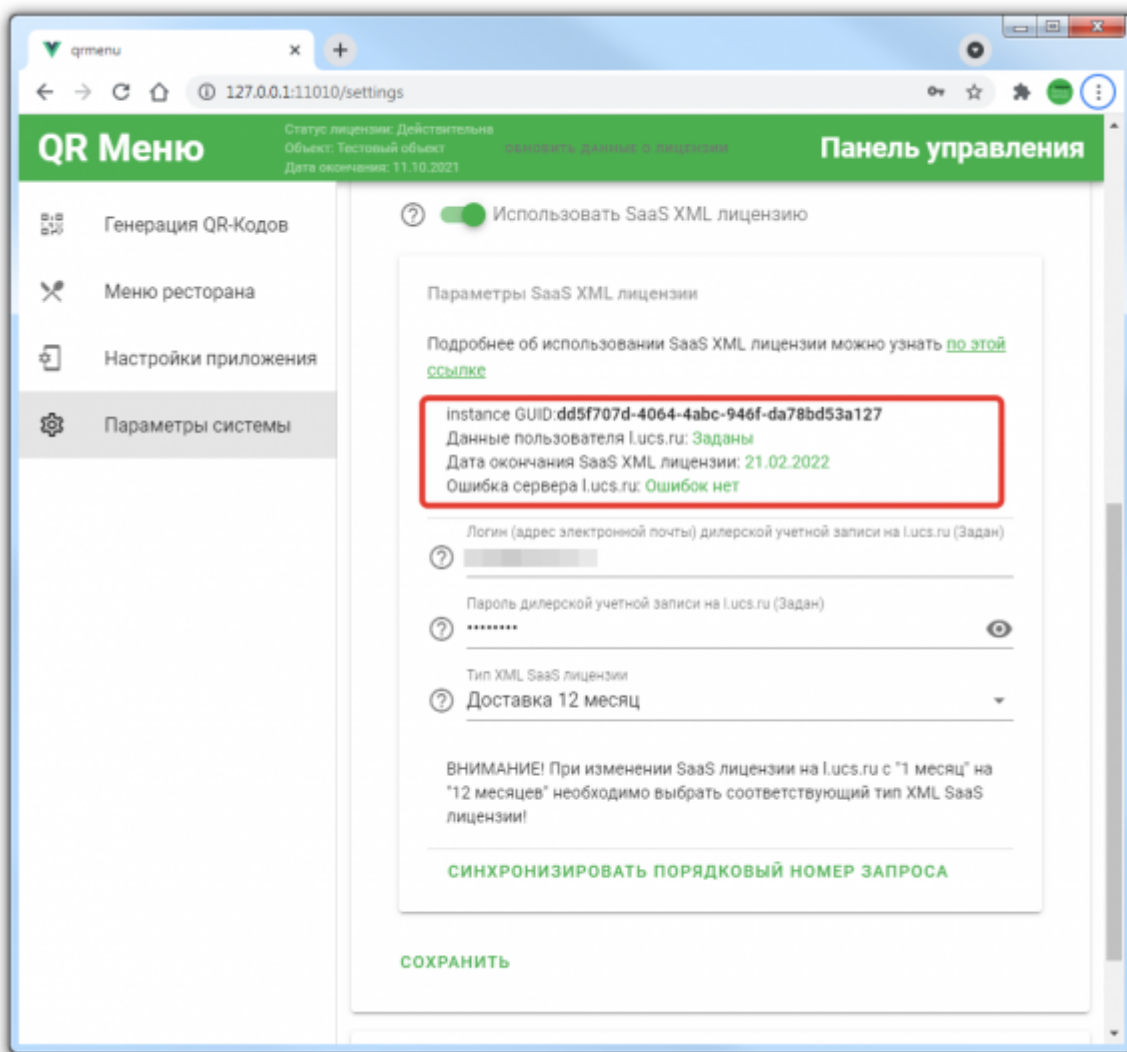 qrmenu
127.0.0.1:11010/settings
QR Меню
Статус лицензии: Действительна
Объект: Тестовый объект
Дата окончания: 11.10.2021
ОБНОВИТЬ ДАННЫЕ О ЛИЦЕНЗИИ
Панель управления
Генерация QR-Кодов
Меню ресторана
Настройки приложения
Параметры системы
Использовать SaaS XML лицензию
Параметры SaaS XML лицензии
Подробнее об использовании SaaS XML лицензии можно узнать по этой
ссылке
instance GUID:dd5f707d-4064-4abc-946f-da78bd53a127
Данные пользователя l.ucs.ru: Заданы
Дата окончания SaaS XML лицензии: 21.02.2022
Ошибка сервера l.ucs.ru: Ошибок нет
Логин (адрес электронной почты) дилерской учетной записи на l.ucs.ru (Задан)
Пароль дилерской учетной записи на l.ucs.ru (Задан)
••••••••
Тип XML SaaS лицензии
Доставка 12 месяц
ВНИМАНИЕ! При изменении SaaS лицензии на l.ucs.ru с "1 месяц" на
"12 месяцев" необходимо выбрать соответствующий тип XML SaaS
лицензии!
СИНХРОНИЗИРОВАТЬ ПОРЯДКОВЫЙ НОМЕР ЗАПРОСА
СОХРАНИТЬ